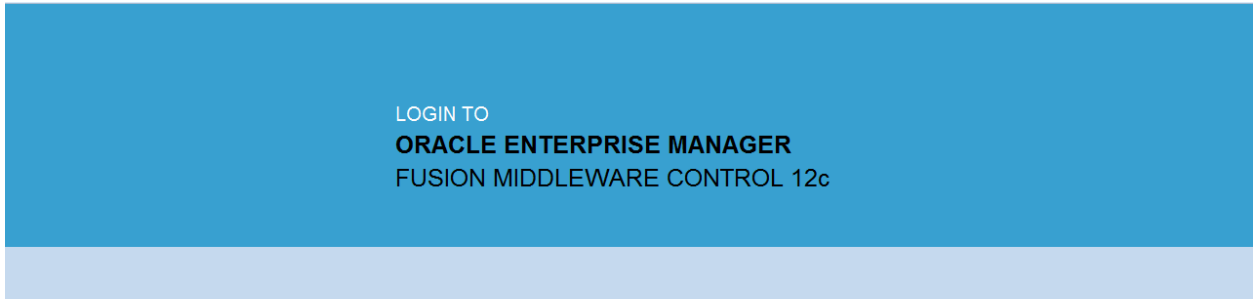 LOGIN TO
ORACLE ENTERPRISE MANAGER
FUSION MIDDLEWARE CONTROL 12c